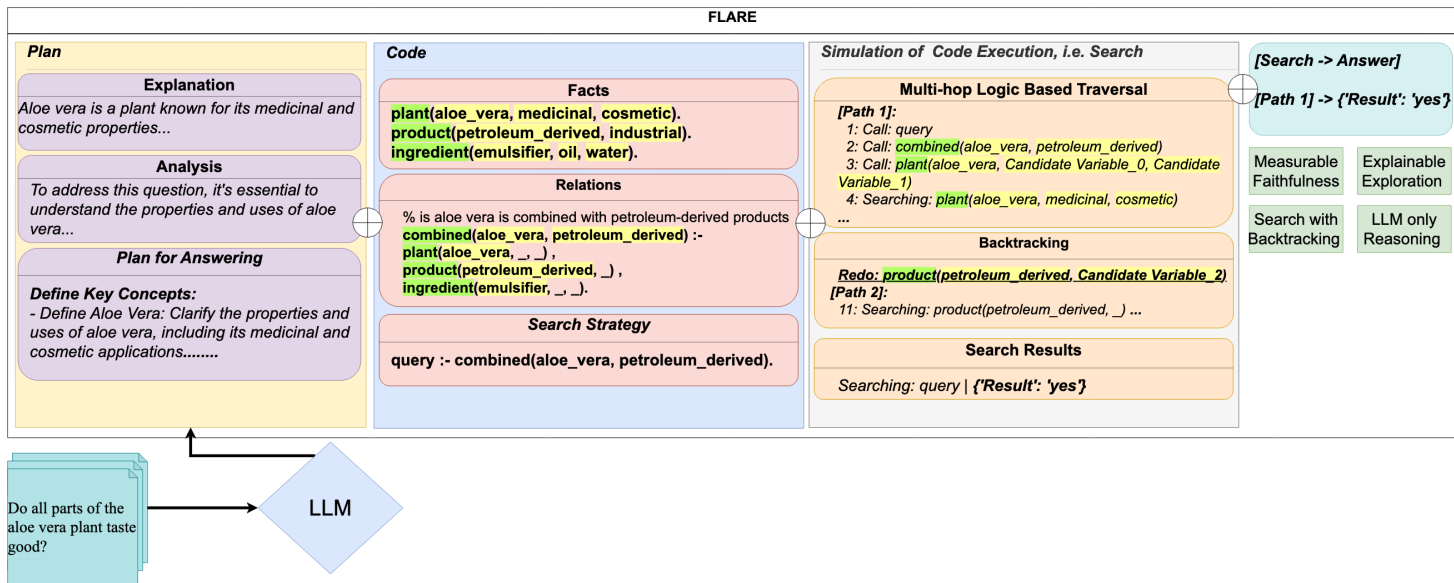 FLARE
Plan
Explanation
Aloe vera is a plant known for its medicinal and
cosmetic properties...
Analysis
To address this question, it's essential to
understand the properties and uses of aloe
vera...
Plan for Answering
Define Key Concepts:
- Define Aloe Vera: Clarify the properties and
uses of aloe vera, including its medicinal and
cosmetic applications........
Code
Facts
plant(aloe_vera, medicinal, cosmetic).
product(petroleum_derived, industrial).
ingredient(emulsifier, oil, water).
Relations
% is aloe vera is combined with petroleum-derived products
combined(aloe_vera, petroleum_derived) :-
plant(aloe_vera, _, _) ,
product(petroleum_derived, _) ,
ingredient(emulsifier, _, _).
Search Strategy
query :- combined(aloe_vera, petroleum_derived).
Simulation of Code Execution, i.e. Search
Multi-hop Logic Based Traversal
[Path 1]:
1: Call: query
2: Call: combined(aloe_vera, petroleum_derived)
3: Call: plant(aloe_vera, Candidate Variable_0, Candidate
Variable_1)
4: Searching: plant(aloe_vera, medicinal, cosmetic)
...
Backtracking
Redo: product(petroleum_derived, Candidate Variable_2)
[Path 2]:
11: Searching: product(petroleum_derived, _) ...
Search Results
Searching: query | {'Result': 'yes'}
[Search -> Answer]
[Path 1] -> {'Result': 'yes'}
Measurable
Faithfulness
Explainable
Exploration
Search with
Backtracking
LLM only
Reasoning
Do all parts of the
aloe vera plant taste
good?
LLM